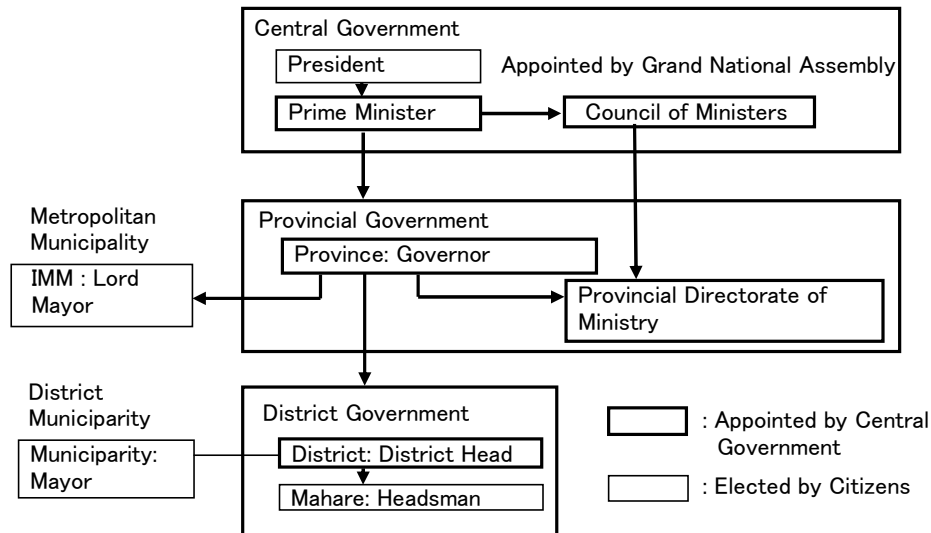 Central Government
President
Appointed by Grand National Assembly
Prime Minister
Council of Ministers
Metropolitan
Municipality
IMM : Lord
Mayor
Provincial Government
Province: Governor
Provincial Directorate of
Ministry
District
Municiparity
Municiparity:
Mayor
District Government
District: District Head
Mahare: Headsman
: Appointed by Central
Government
: Elected by Citizens